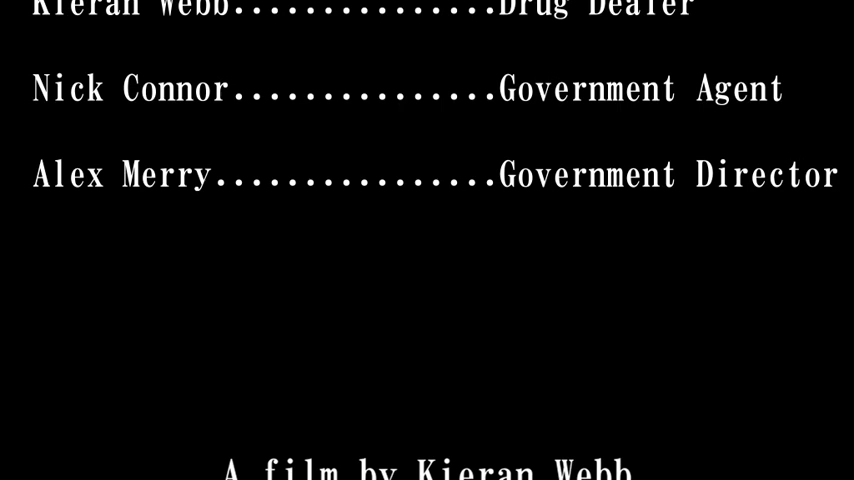 Kieran Webb...............Drug Dealer
Nick Connor...............Government Agent
Alex Merry................Government Director
A film by Kieran Webb